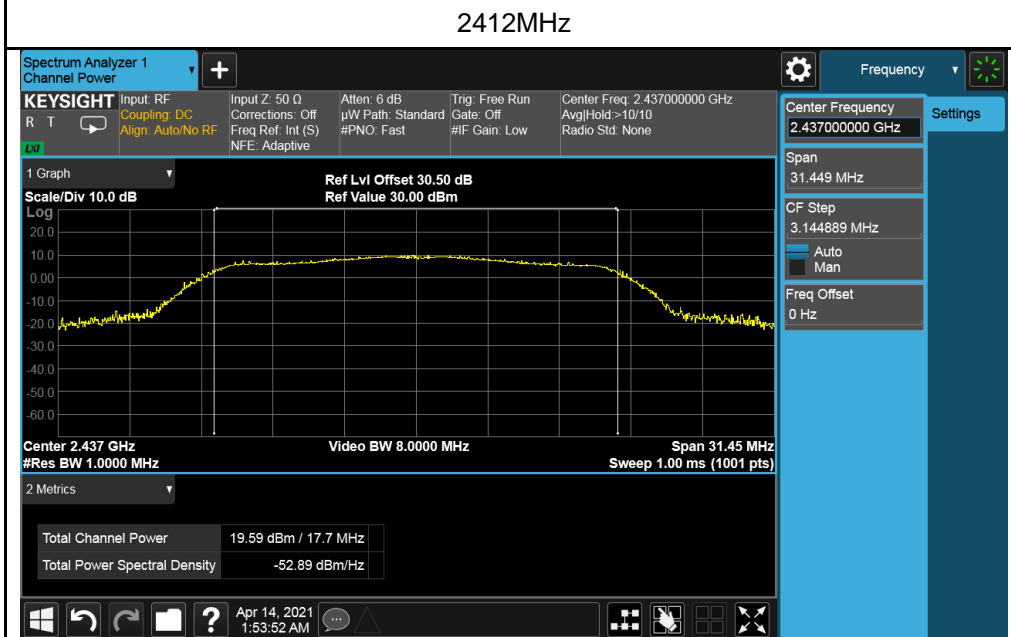 2412MHz
Spectrum Analyzer 1
Channel Power
+
Frequency
KEYSIGHT
R T
LXI
Input: RF
Coupling: DC
Align: Auto/No RF
Input Z: 50 Ω
Corrections: Off
Freq Ref: Int (S)
NFE: Adaptive
Atten: 6 dB
µW Path: Standard
#PNO: Fast
Trig: Free Run
Gate: Off
#IF Gain: Low
Center Freq: 2.437000000 GHz
Avg|Hold:>10/10
Radio Std: None
Center Frequency
2.437000000 GHz
Settings
Span
31.449 MHz
CF Step
3.144889 MHz
Auto
Man
Freq Offset
0 Hz
1 Graph
Ref Lvl Offset 30.50 dB
Scale/Div 10.0 dB
Ref Value 30.00 dBm
Log
20.0
10.0
0.00
-10.0
-20.0
-30.0
-40.0
-50.0
-60.0
Center 2.437 GHz
Video BW 8.0000 MHz
Span 31.45 MHz
#Res BW 1.0000 MHz
Sweep 1.00 ms (1001 pts)
2 Metrics
Total Channel Power 19.59 dBm / 17.7 MHz
Total Power Spectral Density -52.89 dBm/Hz
?
Apr 14, 2021
1:53:52 AM